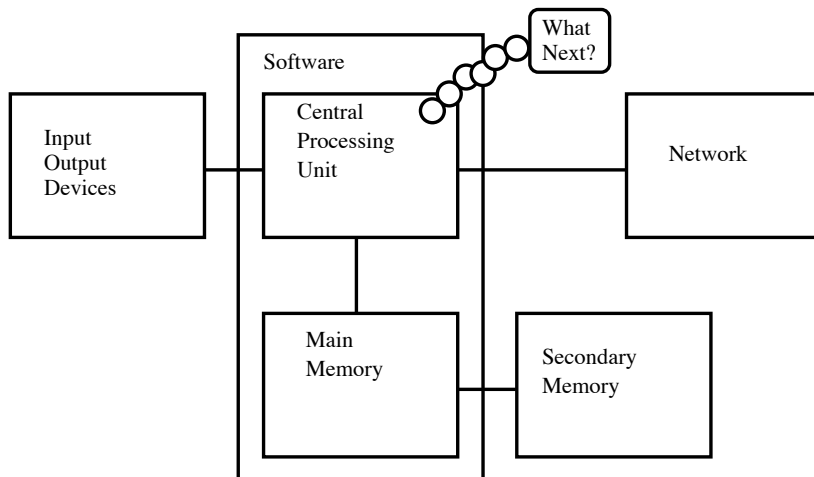 What
Next?
Software
Input
Output
Devices
Central
Processing
Unit
Network
Main
Memory
Secondary
Memory